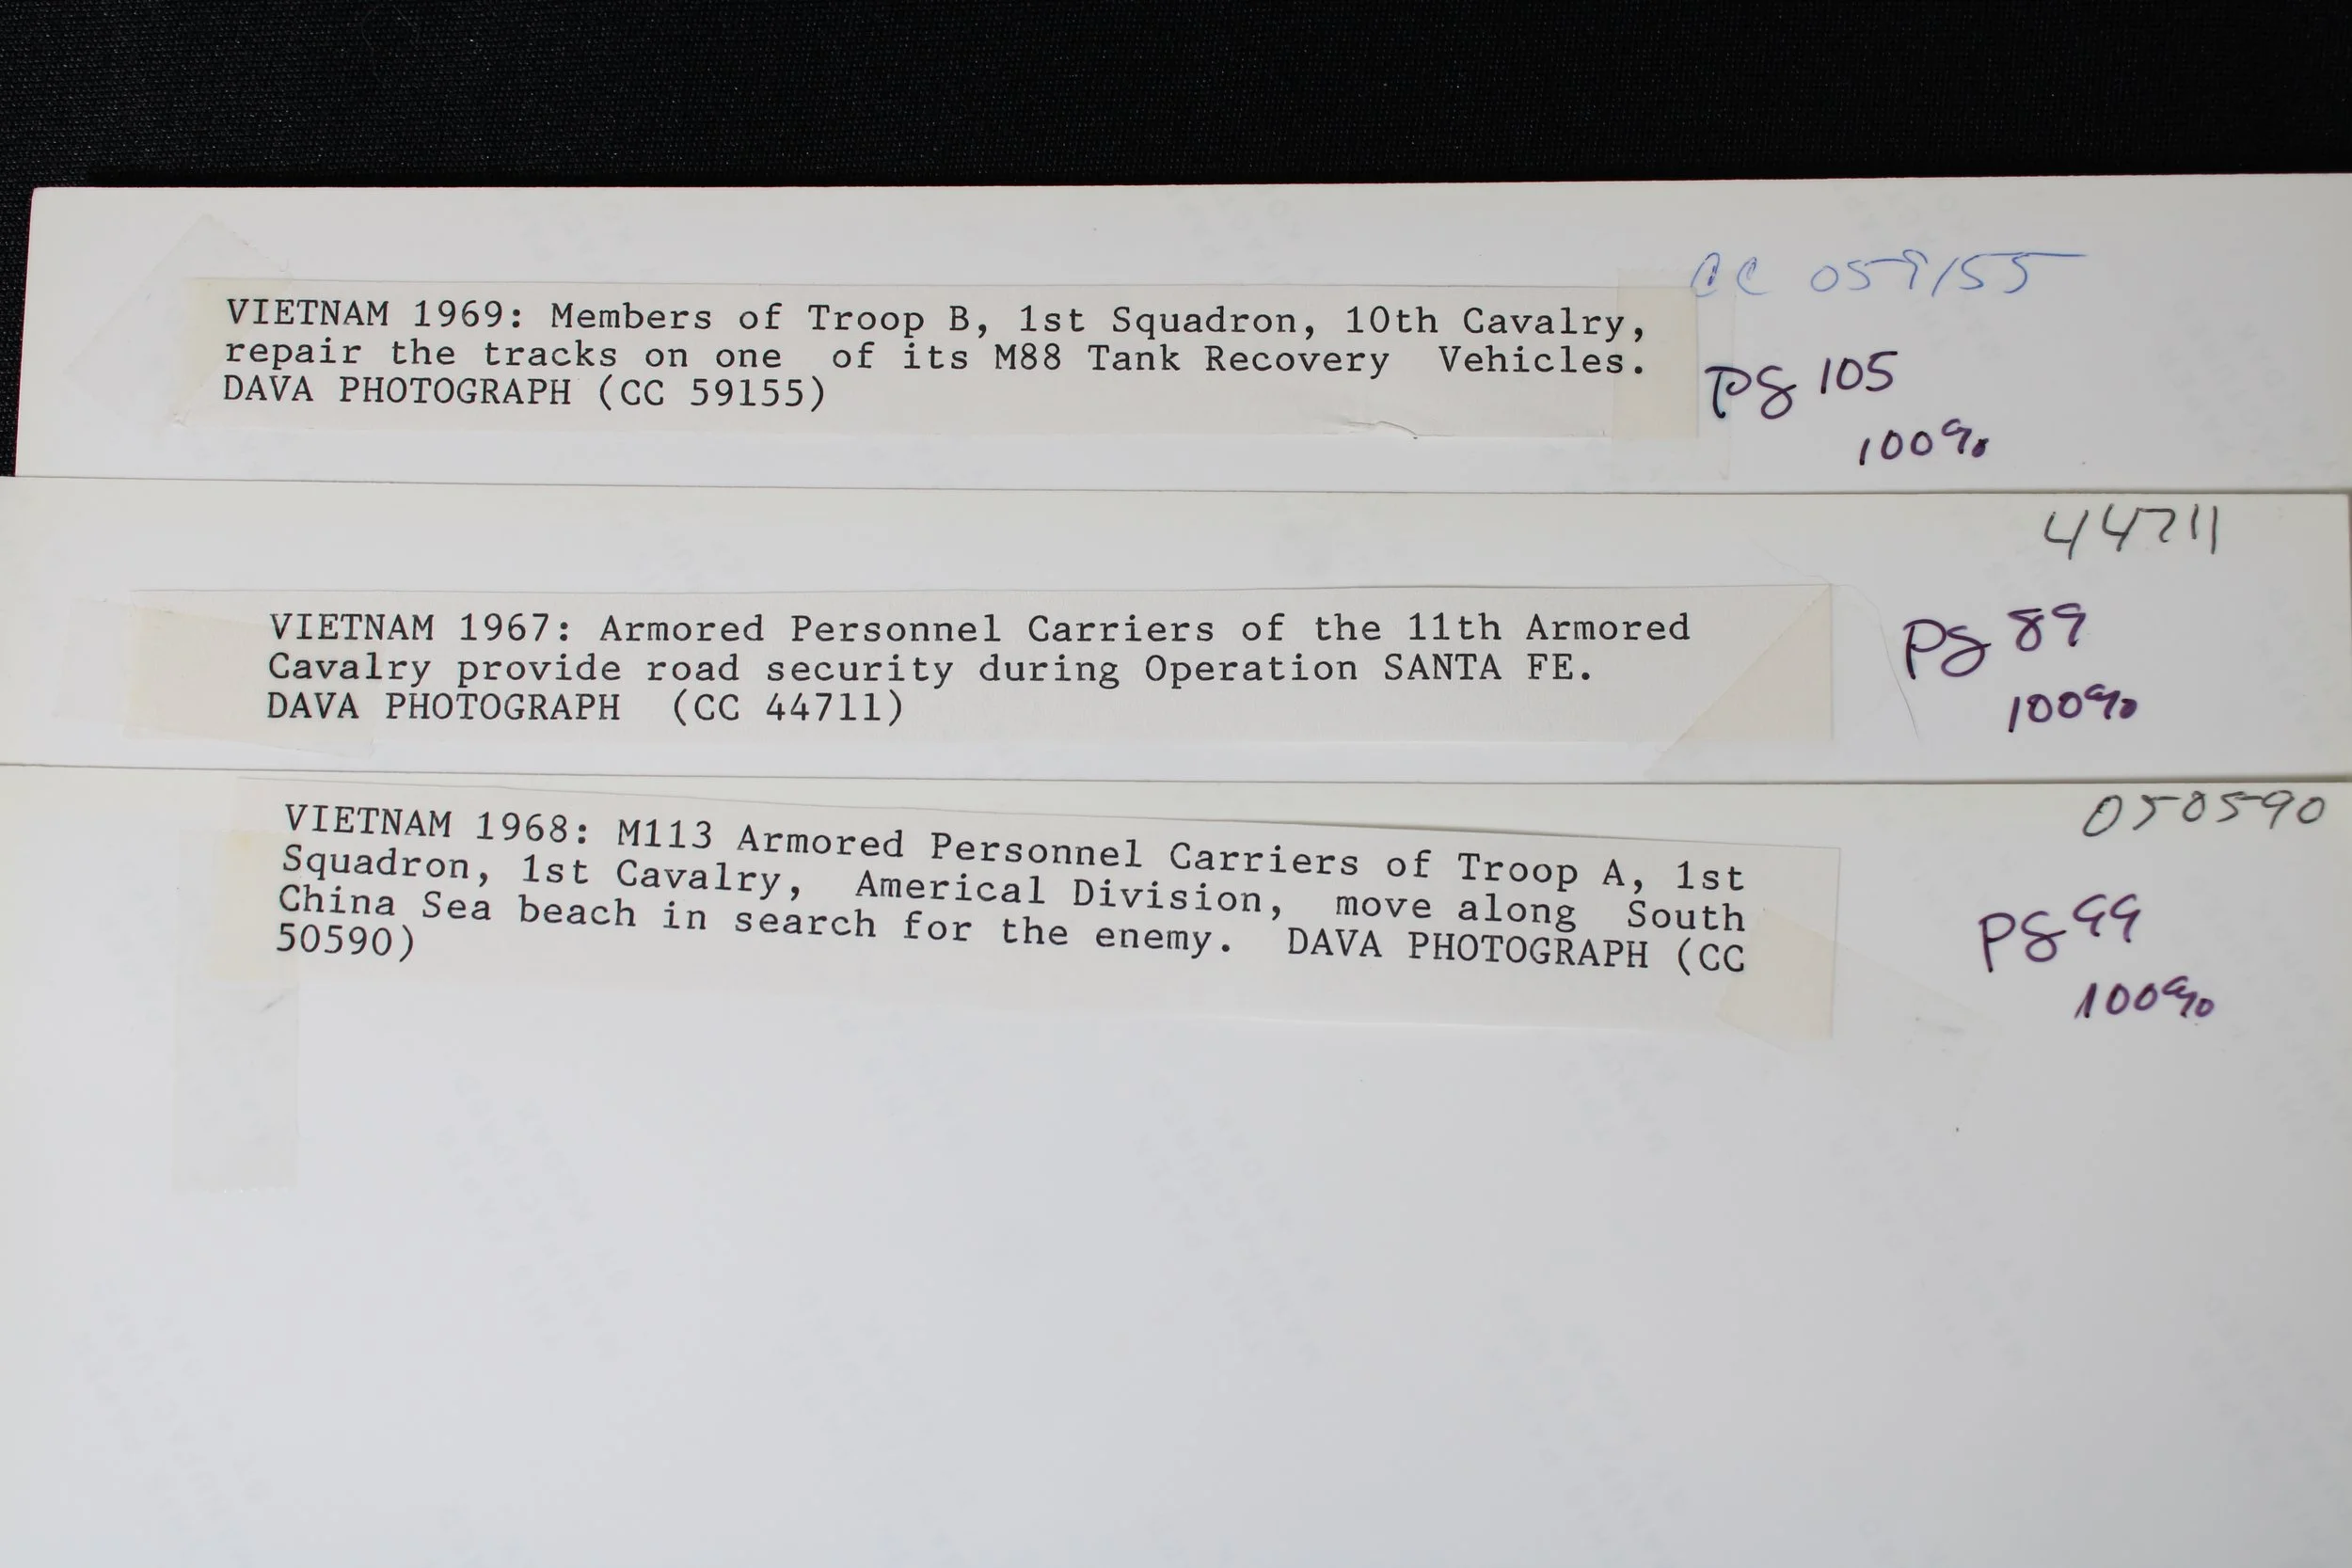 CC 059155
VIETNAM 1969: Members of Troop B, 1st Squadron, 10th Cavalry,
repair the tracks on one of its M88 Tank Recovery Vehicles.
DAVA PHOTOGRAPH (CC 59155)
pg 105
100%
44711
VIETNAM 1967: Armored Personnel Carriers of the 11th Armored
Cavalry provide road security during Operation SANTA FE.
DAVA PHOTOGRAPH (CC 44711)
pg 89
100%
050590
VIETNAM 1968: M113 Armored Personnel Carriers of Troop A, 1st
Squadron, 1st Cavalry, Americal Division, move along South
China Sea beach in search for the enemy. DAVA PHOTOGRAPH (CC
50590)
pg 99
100%